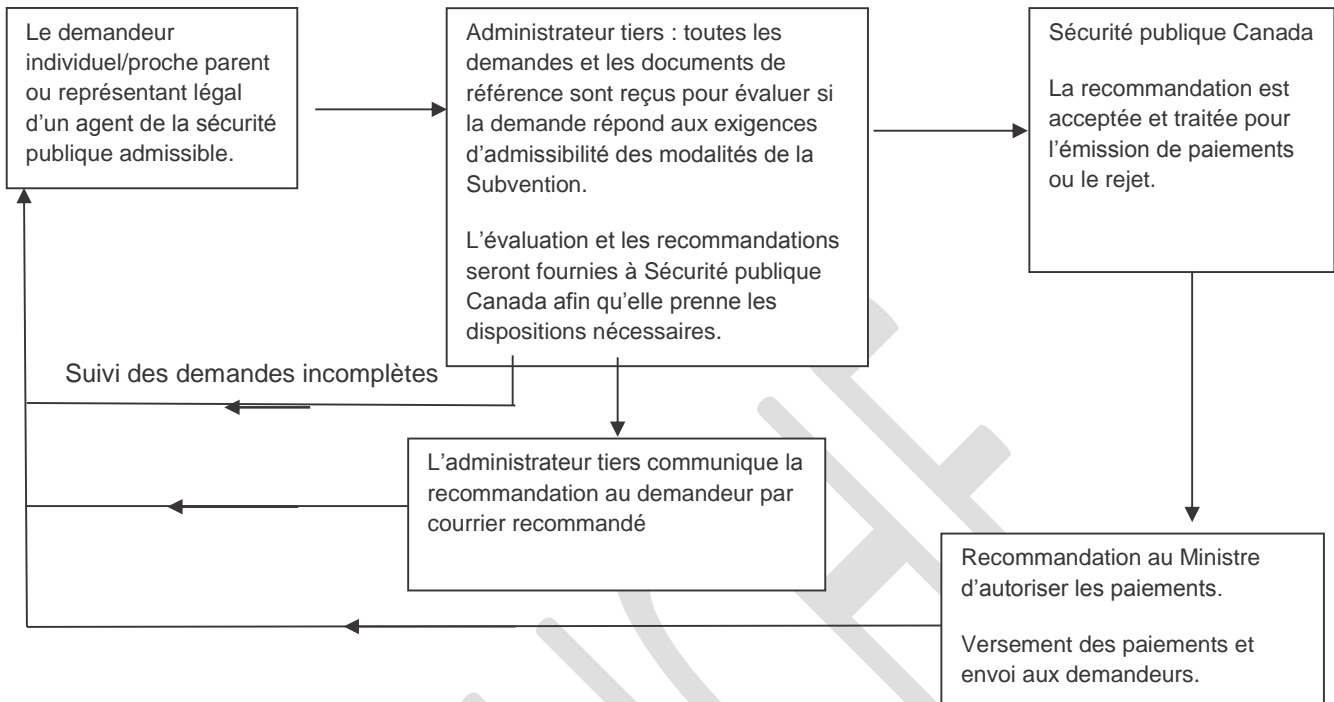 Le demandeur
individuel/proche parent
ou représentant légal
d'un agent de la sécurité
publique admissible.
Administrateur tiers : toutes les
demandes et les documents de
référence sont reçus pour évaluer si
la demande répond aux exigences
d'admissibilité des modalités de la
Subvention.
L'évaluation et les recommandations
seront fournies à Sécurité publique
Canada afin qu'elle prenne les
dispositions nécessaires.
Sécurité publique Canada
La recommandation est
acceptée et traitée pour
l'émission de paiements
ou le rejet.
Suivi des demandes incomplètes
L'administrateur tiers communique la
recommandation au demandeur par
courrier recommandé
Recommandation au Ministre
d'autoriser les paiements.
Versement des paiements et
envoi aux demandeurs.